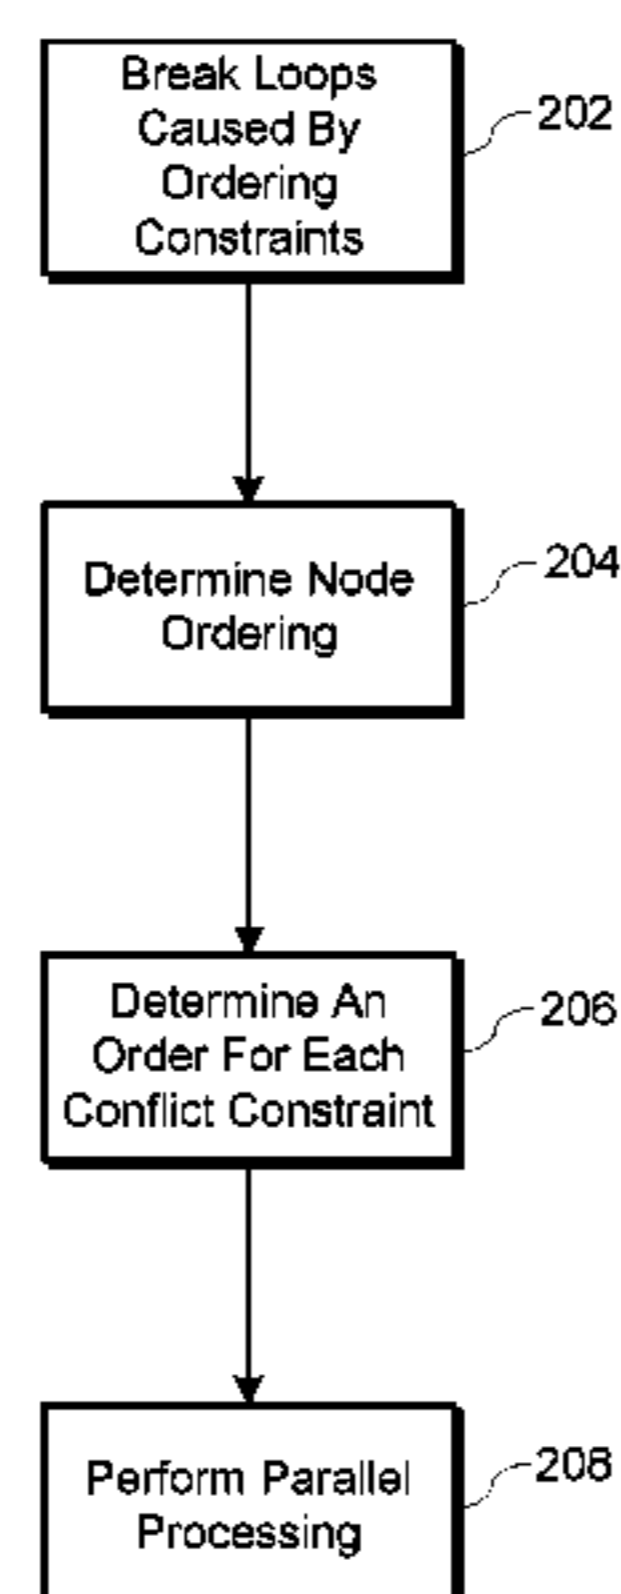 Break Loops
Caused By
Ordering
Constraints
202
Determine Node
Ordering
204
Determine An
Order For Each
Conflict Constraint
206
Perform Parallel
Processing
208